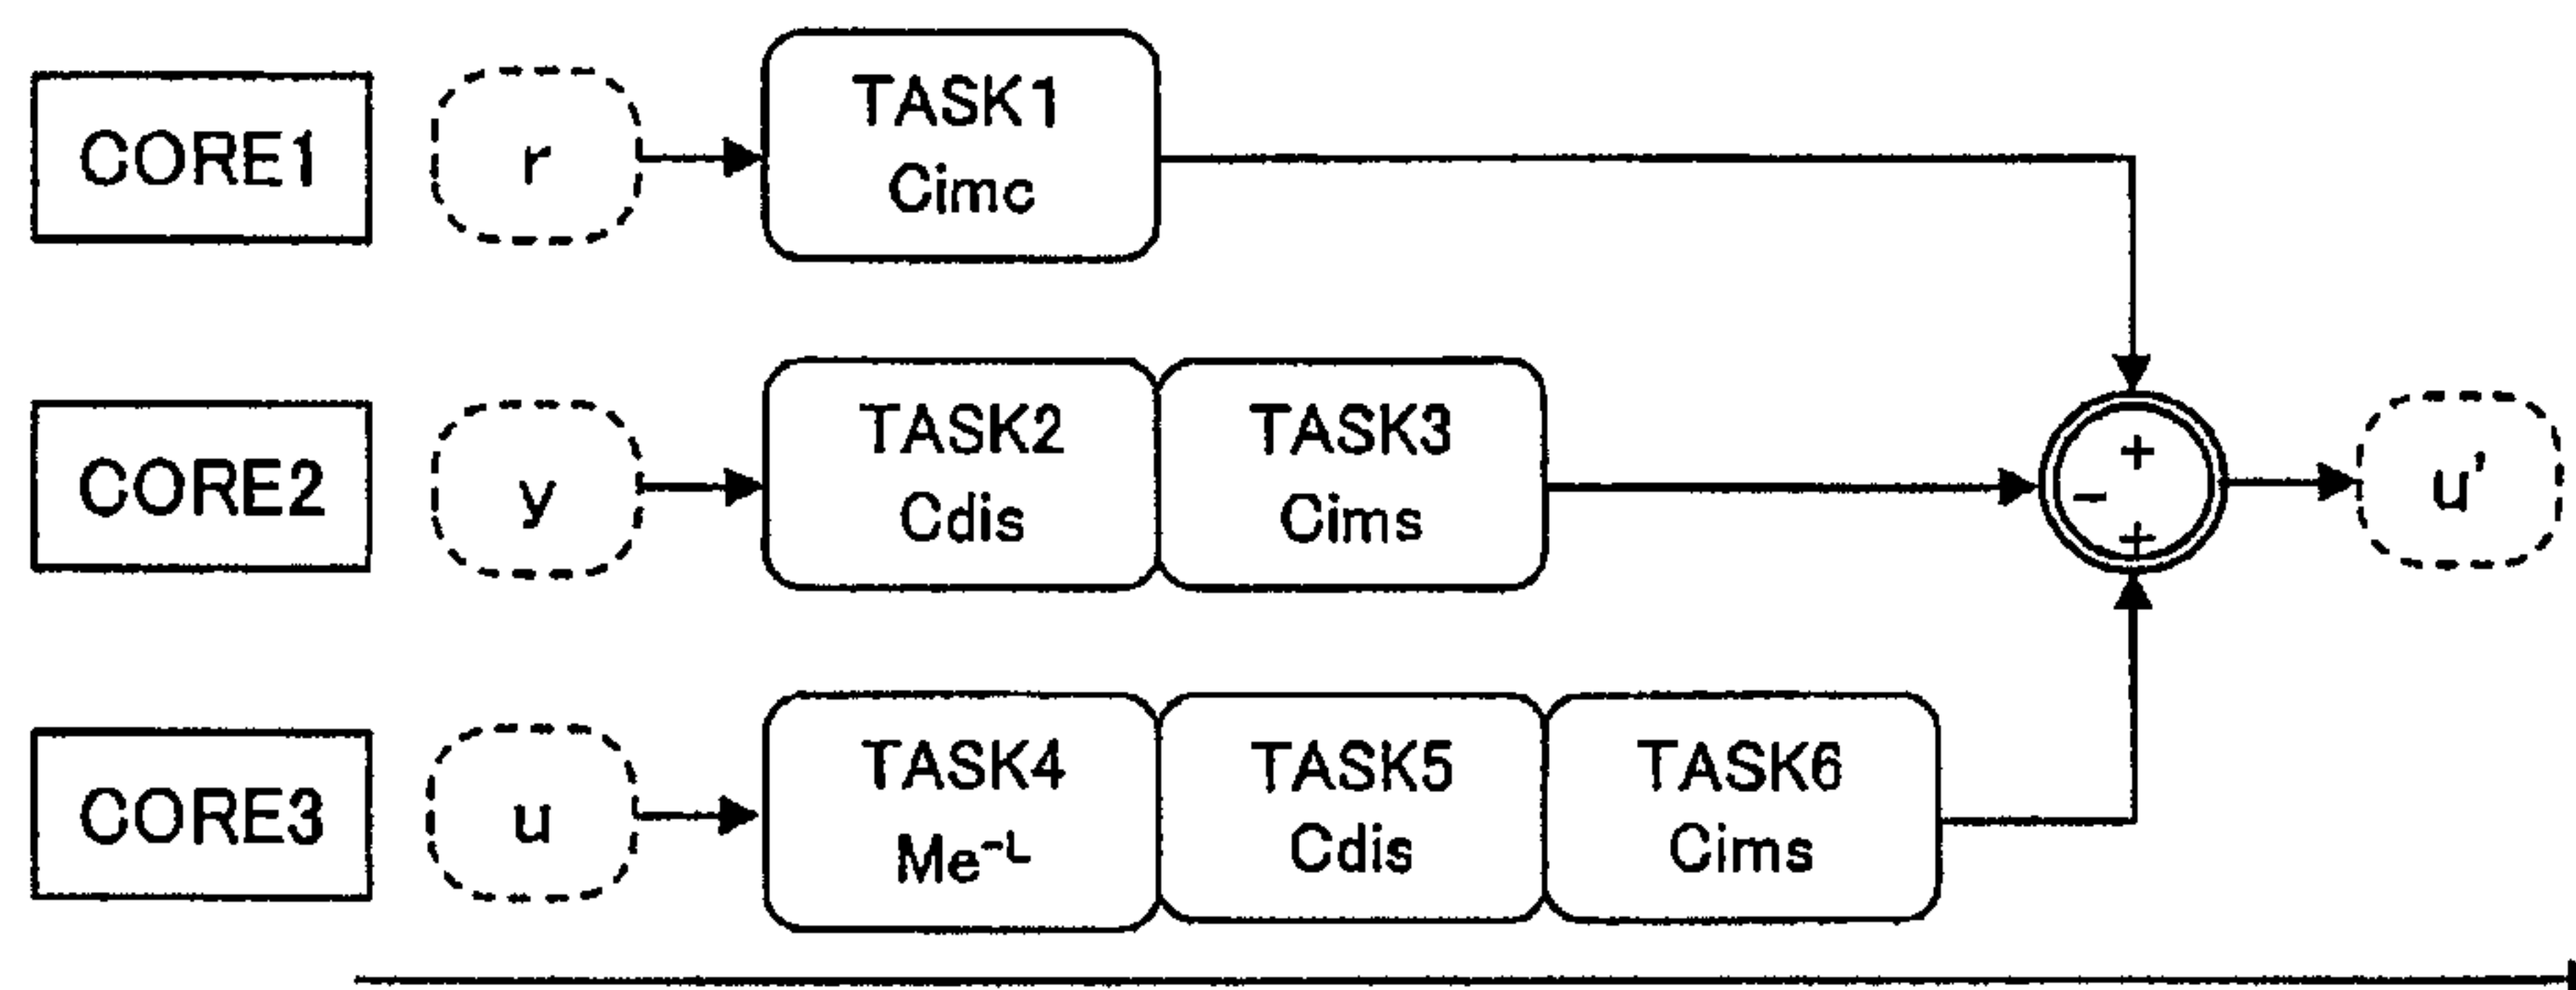 CORE1
r
TASK1
Cimc
CORE2
y
TASK2
Cdis
TASK3
Cims
+
−
+
u'
CORE3
u
TASK4
Me⁻ᴸ
TASK5
Cdis
TASK6
Cims